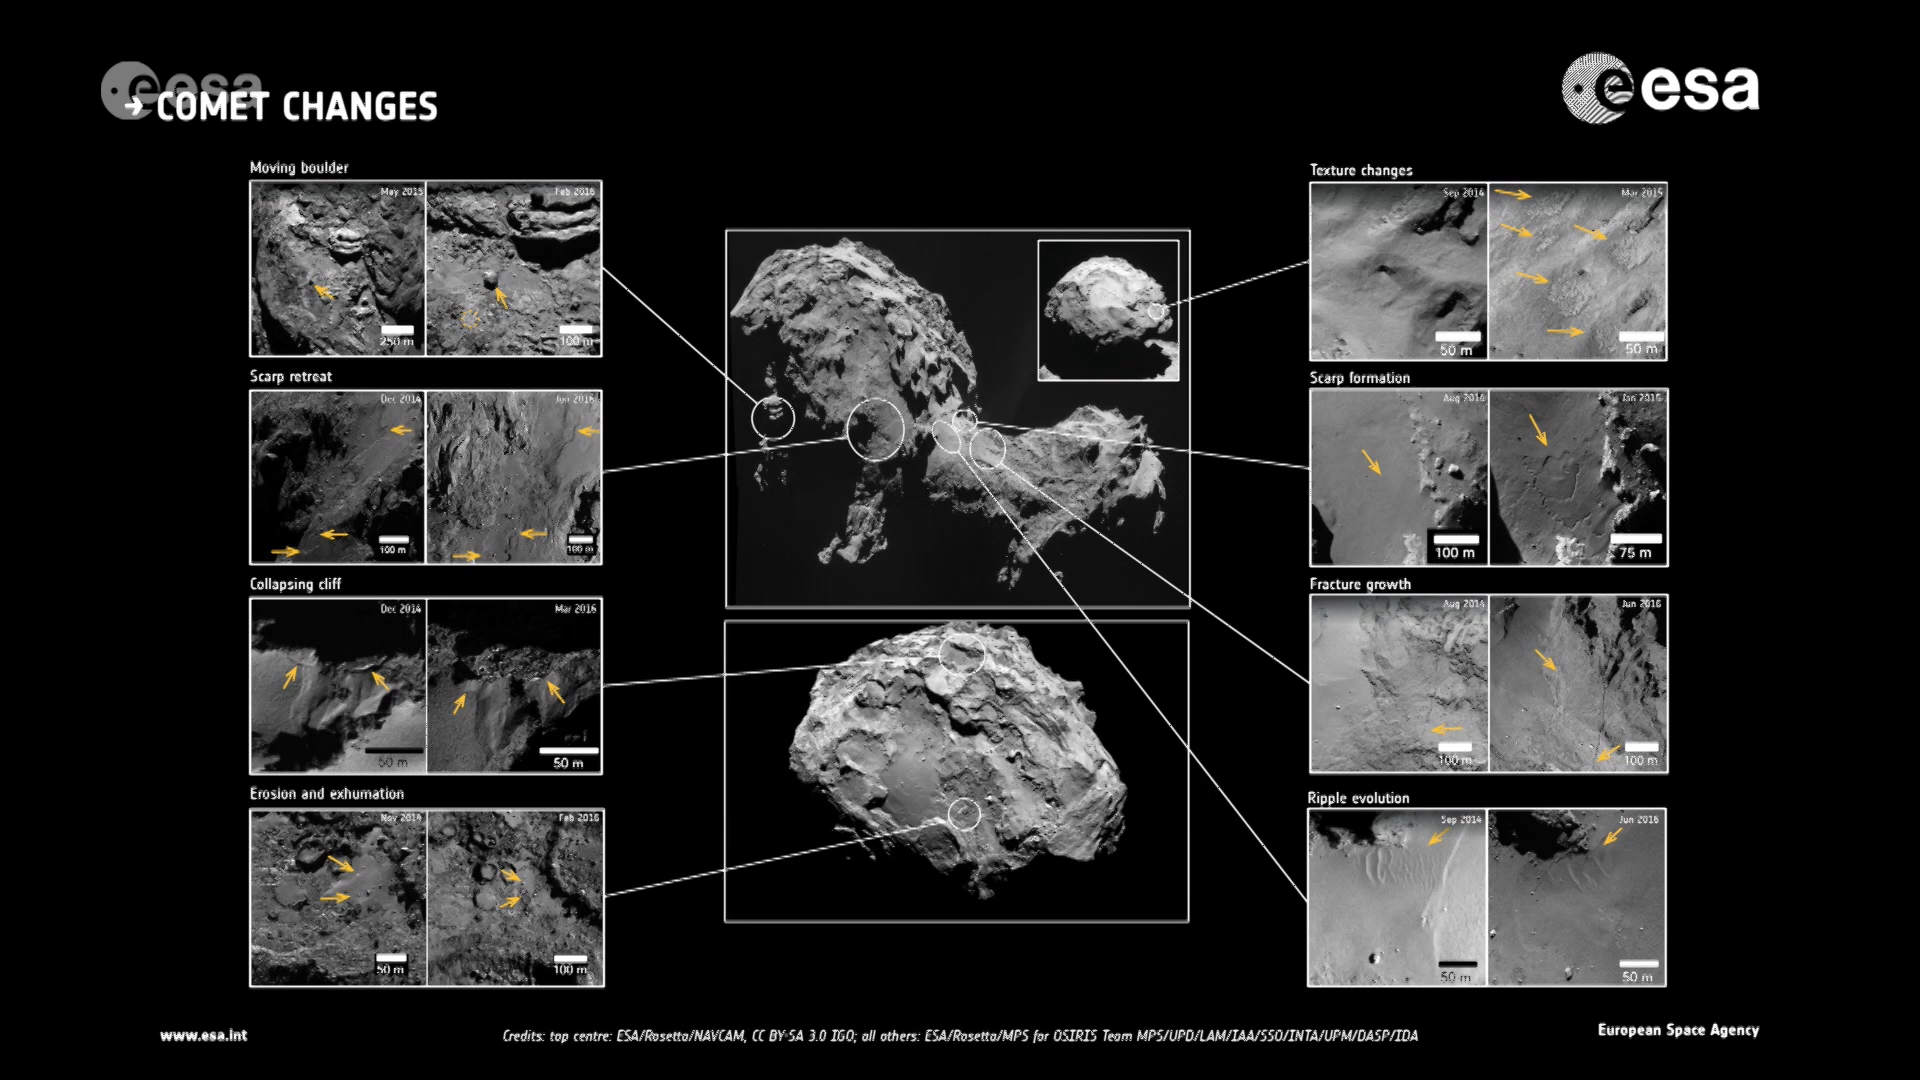 esa
→ COMET CHANGES
esa
Moving boulder
May 2015
Feb 2016
250 m
100 m
Scarp retreat
Dec 2014
Jun 2016
100 m
100 m
Collapsing cliff
Dec 2014
Mar 2016
50 m
50 m
Erosion and exhumation
Nov 2014
Feb 2016
50 m
100 m
Texture changes
Sep 2014
Mar 2015
50 m
50 m
Scarp formation
Aug 2014
Jan 2016
100 m
75 m
Fracture growth
Aug 2014
Jun 2016
100 m
100 m
Ripple evolution
Sep 2014
Jun 2016
50 m
50 m
www.esa.int
Credits: top centre: ESA/Rosetta/NAVCAM, CC BY-SA 3.0 IGO; all others: ESA/Rosetta/MPS for OSIRIS Team MPS/UPD/LAM/IAA/SSO/INTA/UPM/DASP/IDA
European Space Agency